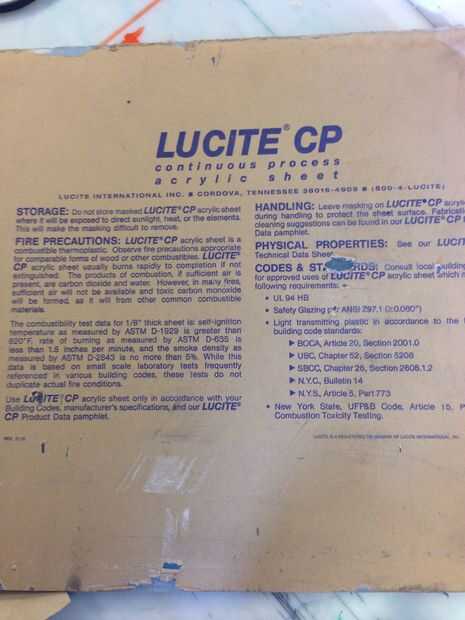 LUCITE® CP
continuous process
acrylic sheet
LUCITE INTERNATIONAL INC. ■ CORDOVA, TENNESSEE 38016-4909 ■ (800-4-LUCITE)
STORAGE: Do not store masked LUCITE® CP acrylic sheet
where it will be exposed to direct sunlight, heat, or the elements.
This will make the masking difficult to remove.
FIRE PRECAUTIONS: LUCITE® CP acrylic sheet is a
combustible thermoplastic. Observe fire precautions appropriate
for comparable forms of wood or other combustibles. LUCITE®
CP acrylic sheet usually burns rapidly to completion if not
extinguished. The products of combustion, if sufficient air is
present, are carbon dioxide and water. However, in many fires,
sufficient air will not be available and toxic carbon monoxide
will be formed, as it will from other common combustible
materials.
The combustibility test data for 1/8" thick sheet is: self-ignition
temperature as measured by ASTM D-1929 is greater than
820°F, rate of burning as measured by ASTM D-635 is
less than 1.8 inches per minute, and the smoke density as
measured by ASTM D-2843 is no more than 5%. While this
data is based on small scale laboratory tests frequently
referenced in various building codes, these tests do not
duplicate actual fire conditions.
Use LUCITE® CP acrylic sheet only in accordance with your
Building Codes, manufacturer's specifications, and our LUCITE®
CP Product Data pamphlet.
HANDLING: Leave masking on LUCITE® CP acrylic
during handling to protect the sheet surface.
cleaning suggestions can be found in our LUCITE® CP
Data pamphlet.
PHYSICAL PROPERTIES: See our
Technical Data Sheet
CODES & Consult local
for approved uses of LUCITE® CP acrylic sheet which
following requirements:
• UL 94 HB
• Safety Glazing ANSI Z97.1 (0.080")
• Light transmitting plastic in accordance to the
building code standards:
▶ BOCA, Article 20, Section 2001.0
▶ UBC, Chapter 52, Section 5206
▶ SBCC, Chapter 26, Section 2606.1.2
▶ N.Y.C., Bulletin 14
▶ N.Y.S., Article 5, Part 773
• New York State, UFP&B Code, Article 15,
Combustion Toxicity Testing.